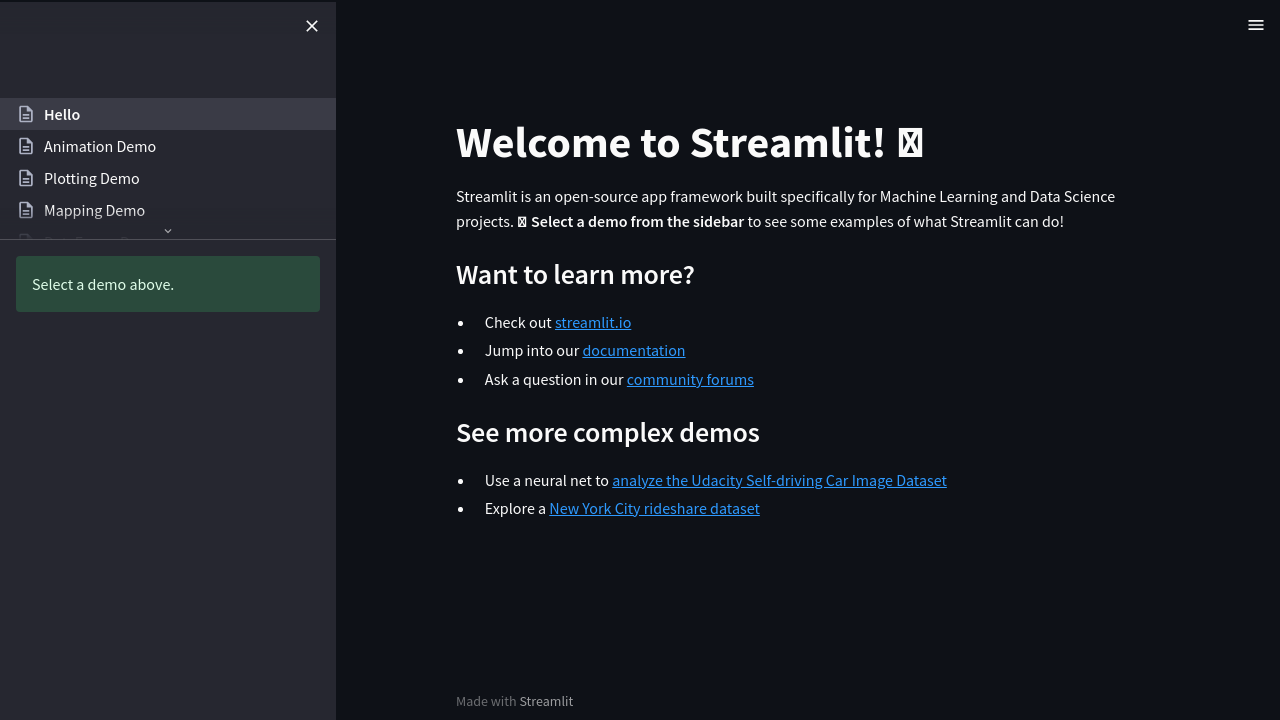 Hello
Animation Demo
Plotting Demo
Mapping Demo
Select a demo above.
Welcome to Streamlit!
Streamlit is an open-source app framework built specifically for Machine Learning and Data Science
projects. Select a demo from the sidebar to see some examples of what Streamlit can do!
Want to learn more?
• Check out streamlit.io
• Jump into our documentation
• Ask a question in our community forums
See more complex demos
• Use a neural net to analyze the Udacity Self-driving Car Image Dataset
• Explore a New York City rideshare dataset
Made with Streamlit